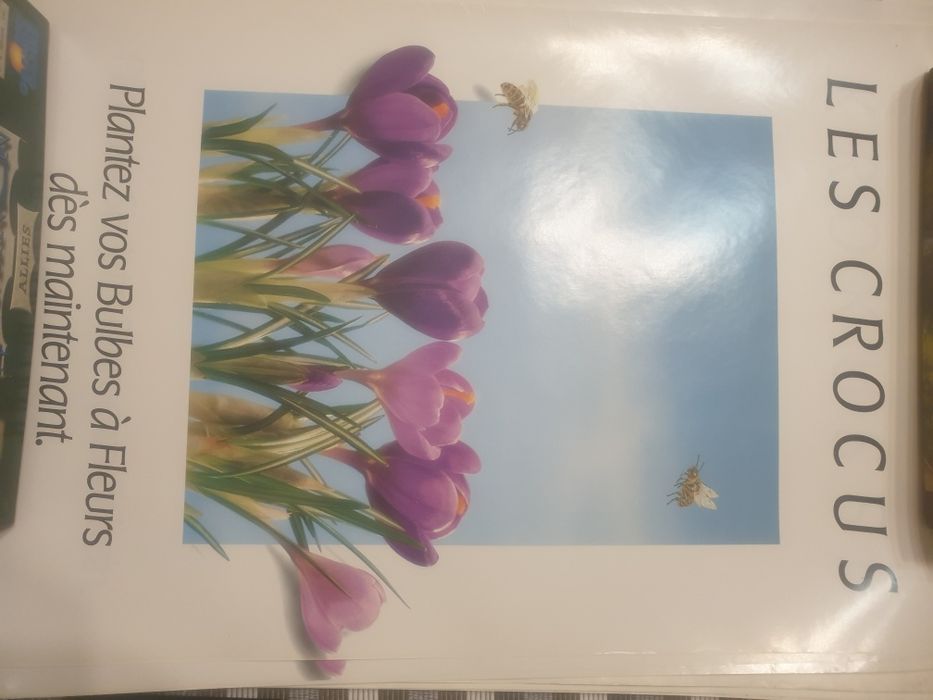 LES CROCUS
Plantez vos Bulbes à Fleurs
dès maintenant.